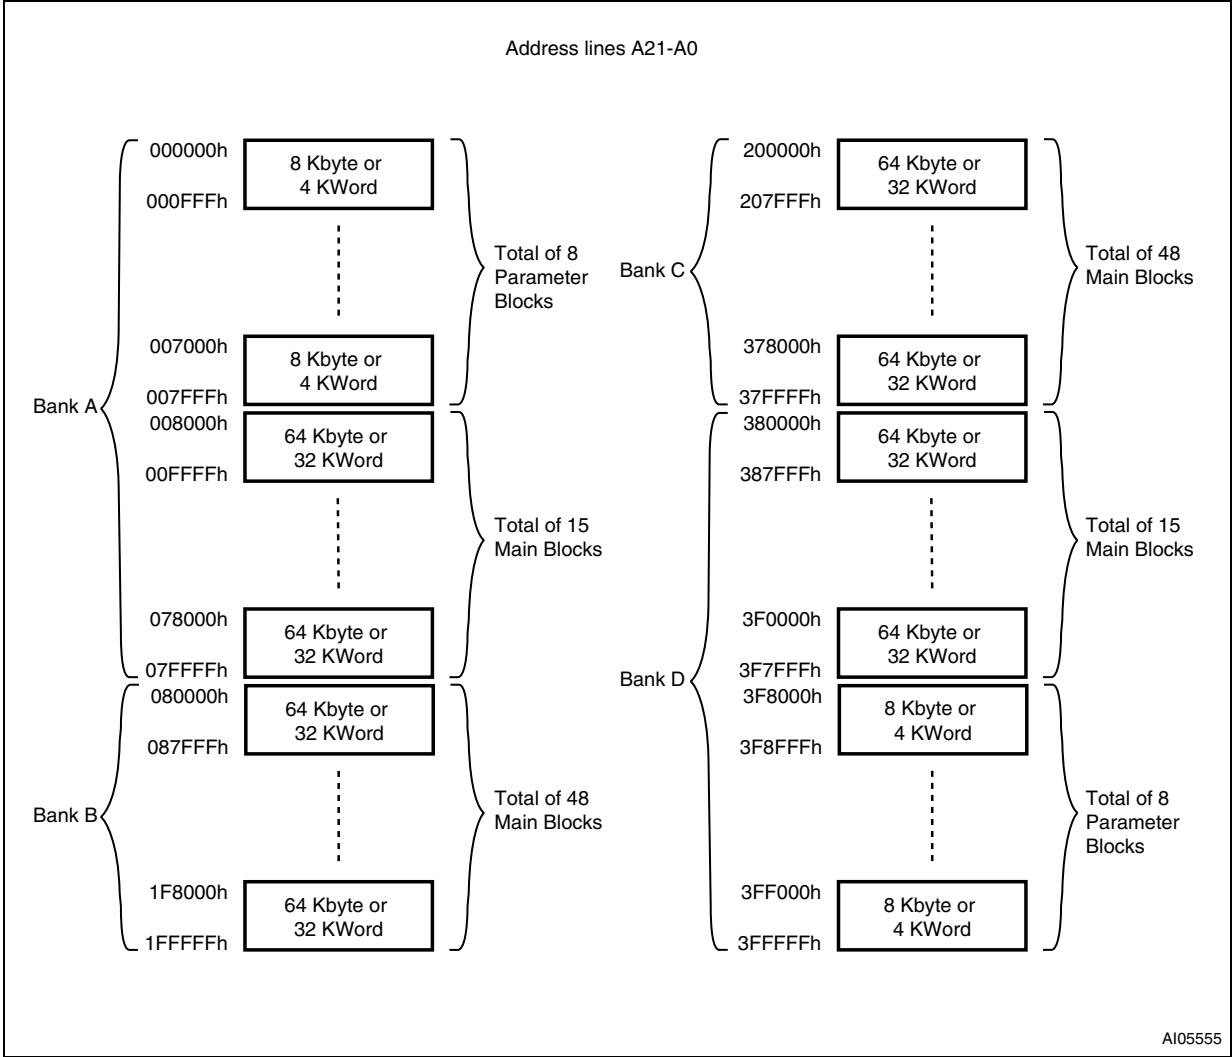 Address lines A21-A0
Bank A
000000h
8 Kbyte or
4 KWord
000FFFh
Total of 8
Parameter
Blocks
007000h
8 Kbyte or
4 KWord
007FFFh
008000h
64 Kbyte or
32 KWord
00FFFFh
Total of 15
Main Blocks
078000h
64 Kbyte or
32 KWord
07FFFFh
Bank B
080000h
64 Kbyte or
32 KWord
087FFFh
Total of 48
Main Blocks
1F8000h
64 Kbyte or
32 KWord
1FFFFFh
Bank C
200000h
64 Kbyte or
32 KWord
207FFFh
Total of 48
Main Blocks
378000h
64 Kbyte or
32 KWord
37FFFFh
Bank D
380000h
64 Kbyte or
32 KWord
387FFFh
Total of 15
Main Blocks
3F0000h
64 Kbyte or
32 KWord
3F7FFFh
3F8000h
8 Kbyte or
4 KWord
3F8FFFh
Total of 8
Parameter
Blocks
3FF000h
8 Kbyte or
4 KWord
3FFFFFh
AI05555